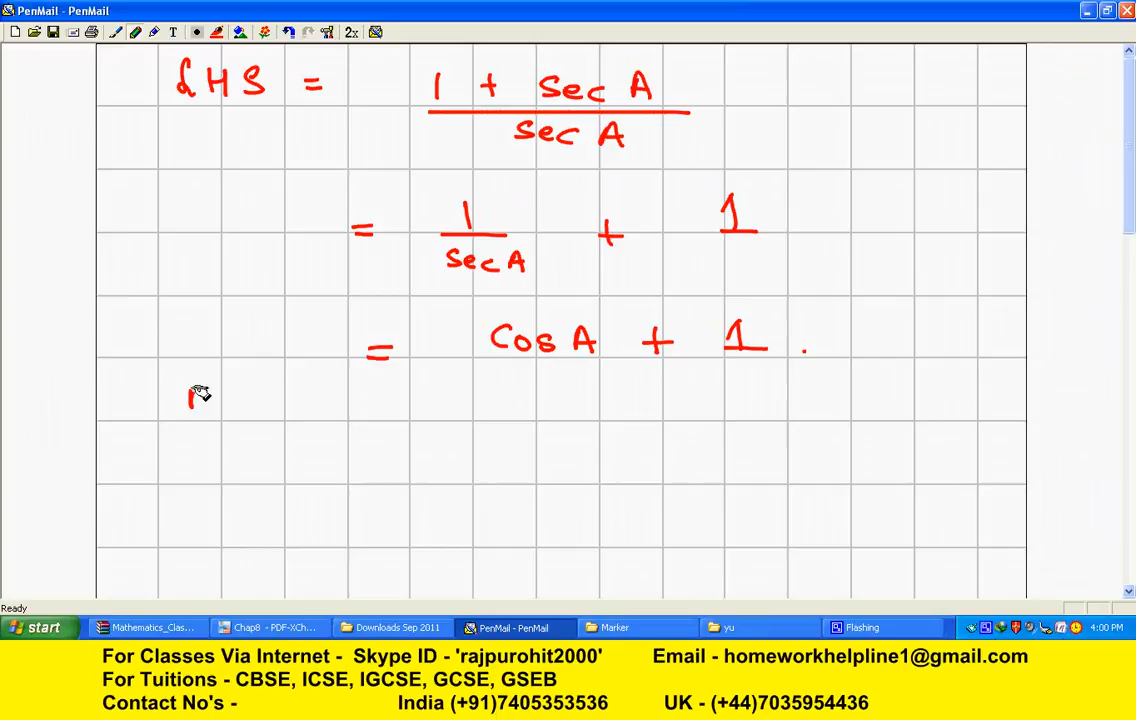 PenMail - PenMail
T 2x
LHS = 1 + sec A
sec A
= 1 + 1
sec A
= Cos A + 1 .
Ready
start Mathematics_Clas... Chap8 - PDF-XCh... Downloads Sep 2011 PenMail - PenMail Marker yu Flashing 4:00 PM
For Classes Via Internet - Skype ID - 'rajpurohit2000' Email - homeworkhelpline1@gmail.com
For Tuitions - CBSE, ICSE, IGCSE, GCSE, GSEB
Contact No's - India (+91)7405353536 UK - (+44)7035954436